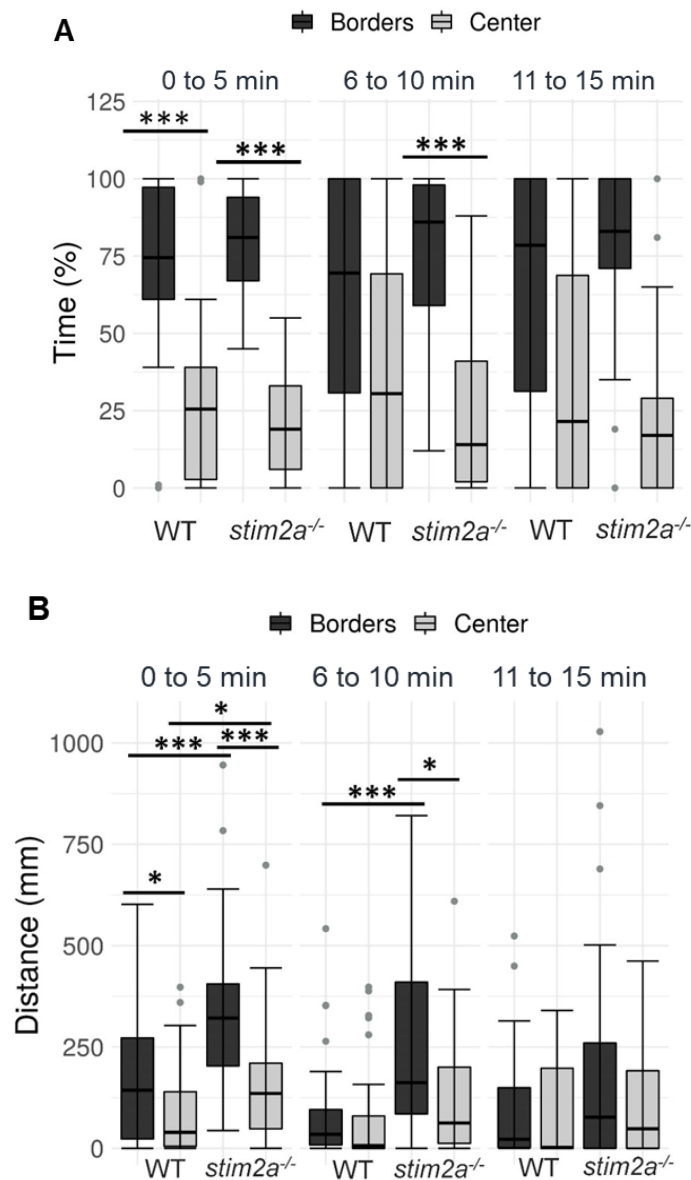 A
Borders Center
0 to 5 min 6 to 10 min 11 to 15 min
125
*** *** ***
100
75
50
25
0
Time (%)
WT stim2a-/- WT stim2a-/- WT stim2a-/-
B
Borders Center
0 to 5 min 6 to 10 min 11 to 15 min
*
*** ***
1000
*
***
750
*
500
250
0
Distance (mm)
WT stim2a-/- WT stim2a-/- WT stim2a-/-